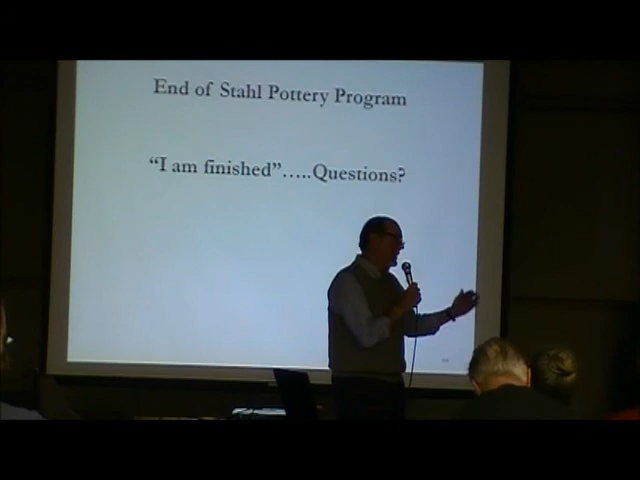 End of Stahl Pottery Program
“I am finished”…..Questions?